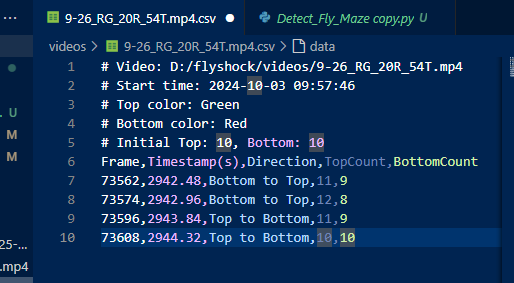 9-26_RG_20R_54T.mp4.csv
Detect_Fly_Maze copy.py U
videos > 9-26_RG_20R_54T.mp4.csv > data
1 # Video: D:/flyshock/videos/9-26_RG_20R_54T.mp4
2 # Start time: 2024-10-03 09:57:46
3 # Top color: Green
4 # Bottom color: Red
5 # Initial Top: 10, Bottom: 10
6 Frame,Timestamp(s),Direction,TopCount,BottomCount
7 73562,2942.48,Bottom to Top,11,9
8 73574,2942.96,Bottom to Top,12,8
9 73596,2943.84,Top to Bottom,11,9
10 73608,2944.32,Top to Bottom,10,10
U
M
M
25-...
.mp4